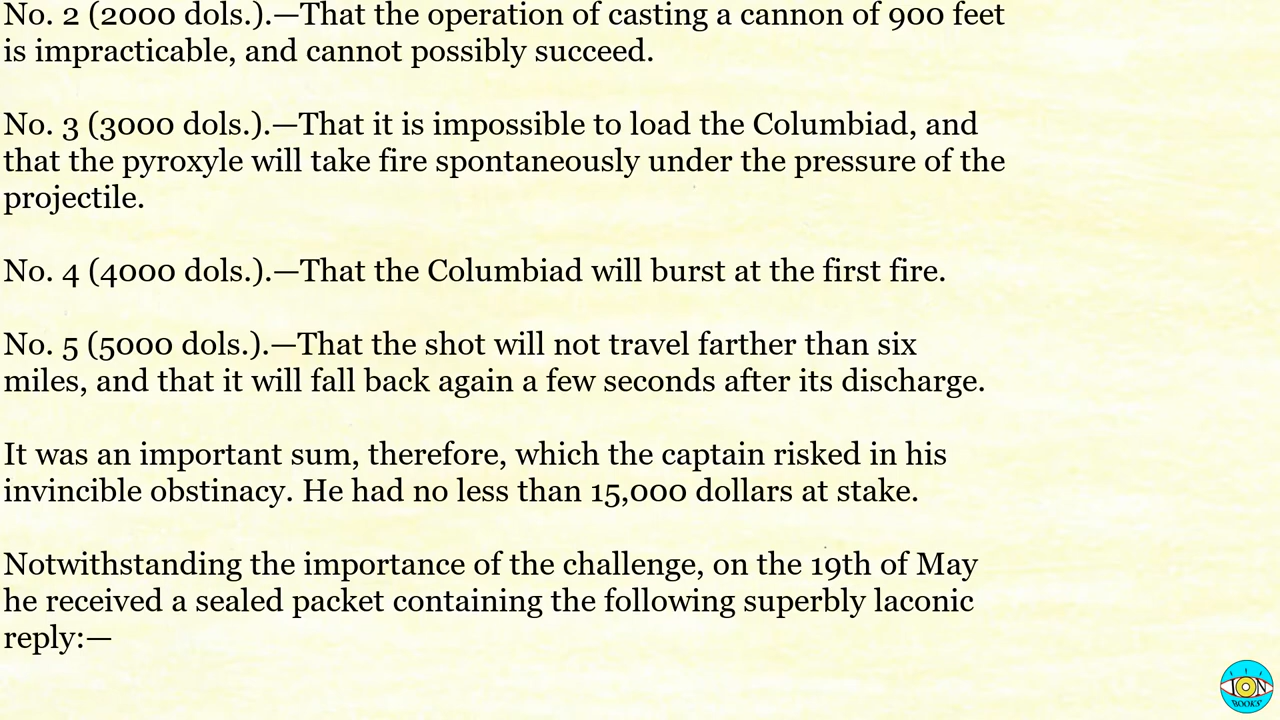 No. 2 (2000 dols.).—That the operation of casting a cannon of 900 feet
is impracticable, and cannot possibly succeed.
No. 3 (3000 dols.).—That it is impossible to load the Columbiad, and
that the pyroxyle will take fire spontaneously under the pressure of the
projectile.
No. 4 (4000 dols.).—That the Columbiad will burst at the first fire.
No. 5 (5000 dols.).—That the shot will not travel farther than six
miles, and that it will fall back again a few seconds after its discharge.
It was an important sum, therefore, which the captain risked in his
invincible obstinacy. He had no less than 15,000 dollars at stake.
Notwithstanding the importance of the challenge, on the 19th of May
he received a sealed packet containing the following superbly laconic
reply:—
ION
BOOKS